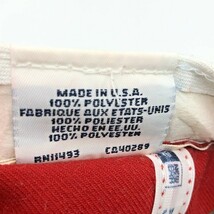 MADE IN U.S.A.
100% POLYESTER
FABRIQUE AUX ETATS-UNIS
100% POLIESTER
HECHO EN EE.UU.
100% POLYESTER
RN11493 CA40289